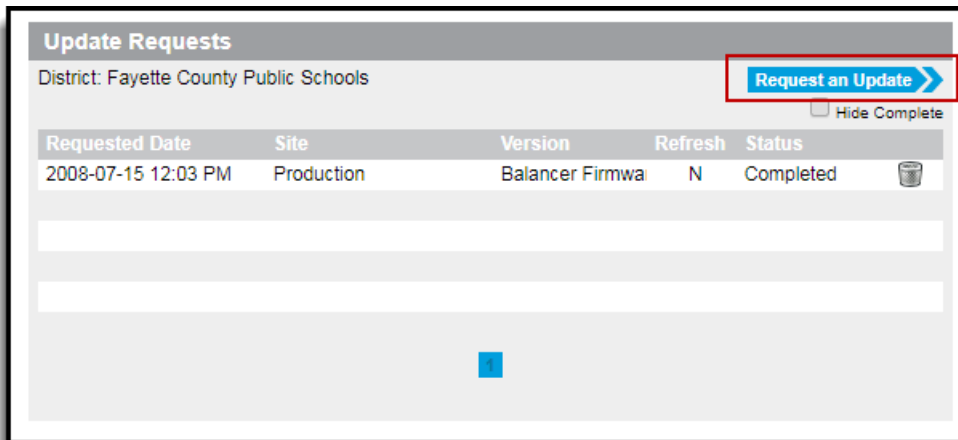 Update Requests
District: Fayette County Public Schools
Request an Update
Hide Complete
Requested Date Site Version Refresh Status
2008-07-15 12:03 PM Production Balancer Firmwa N Completed
1